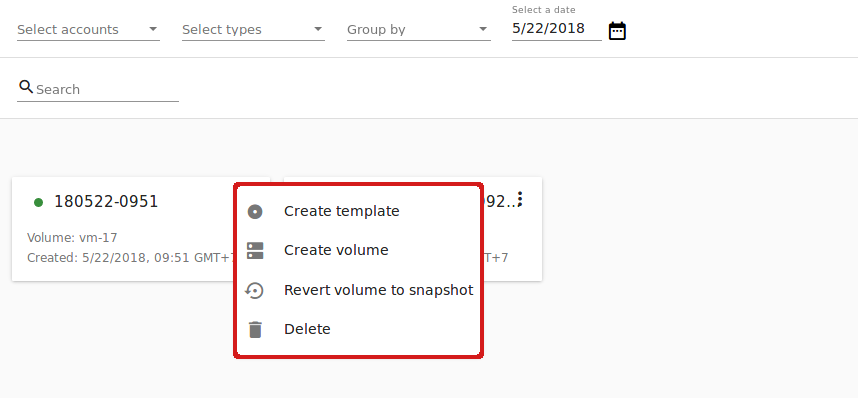 Select a date
Select accounts
Select types
Group by
5/22/2018
Search
180522-0951
Volume: vm-17
Created: 5/22/2018, 09:51 GMT+7
Create template
Create volume
Revert volume to snapshot
Delete
92...
T+7